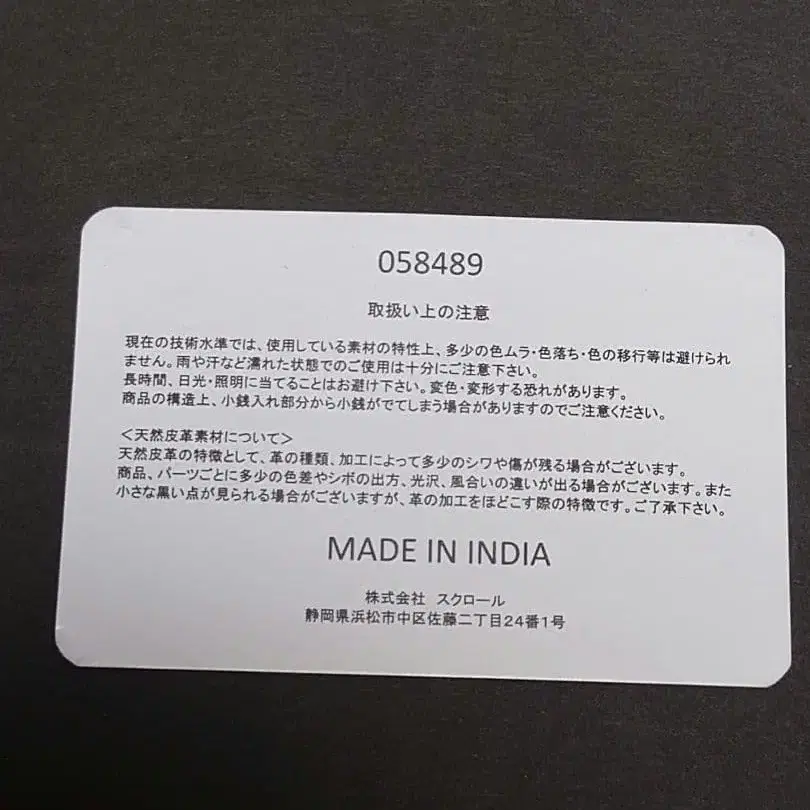 058489
取扱い上の注意
現在の技術水準では、使用している素材の特性上、多少の色ムラ・色落ち・色の移行等は避けられ
ません。雨や汗など濡れた状態でのご使用は十分にご注意下さい。
長時間、日光・照明に当てることはお避け下さい。変色・変形する恐れがあります。
商品の構造上、小銭入れ部分から小銭がでてしまう場合がありますのでご注意ください。
＜天然皮革素材について＞
天然皮革の特徴として、革の種類、加工によって多少のシワや傷が残る場合がございます。
商品、パーツごとに多少の色差やシボの出方、光沢、風合いの違いが出る場合がございます。また
小さな黒い点が見られる場合がございますが、革の加工をほどこす際の特徴です。ご了承下さい。
MADE IN INDIA
株式会社　スクロール
静岡県浜松市中区佐藤二丁目24番1号